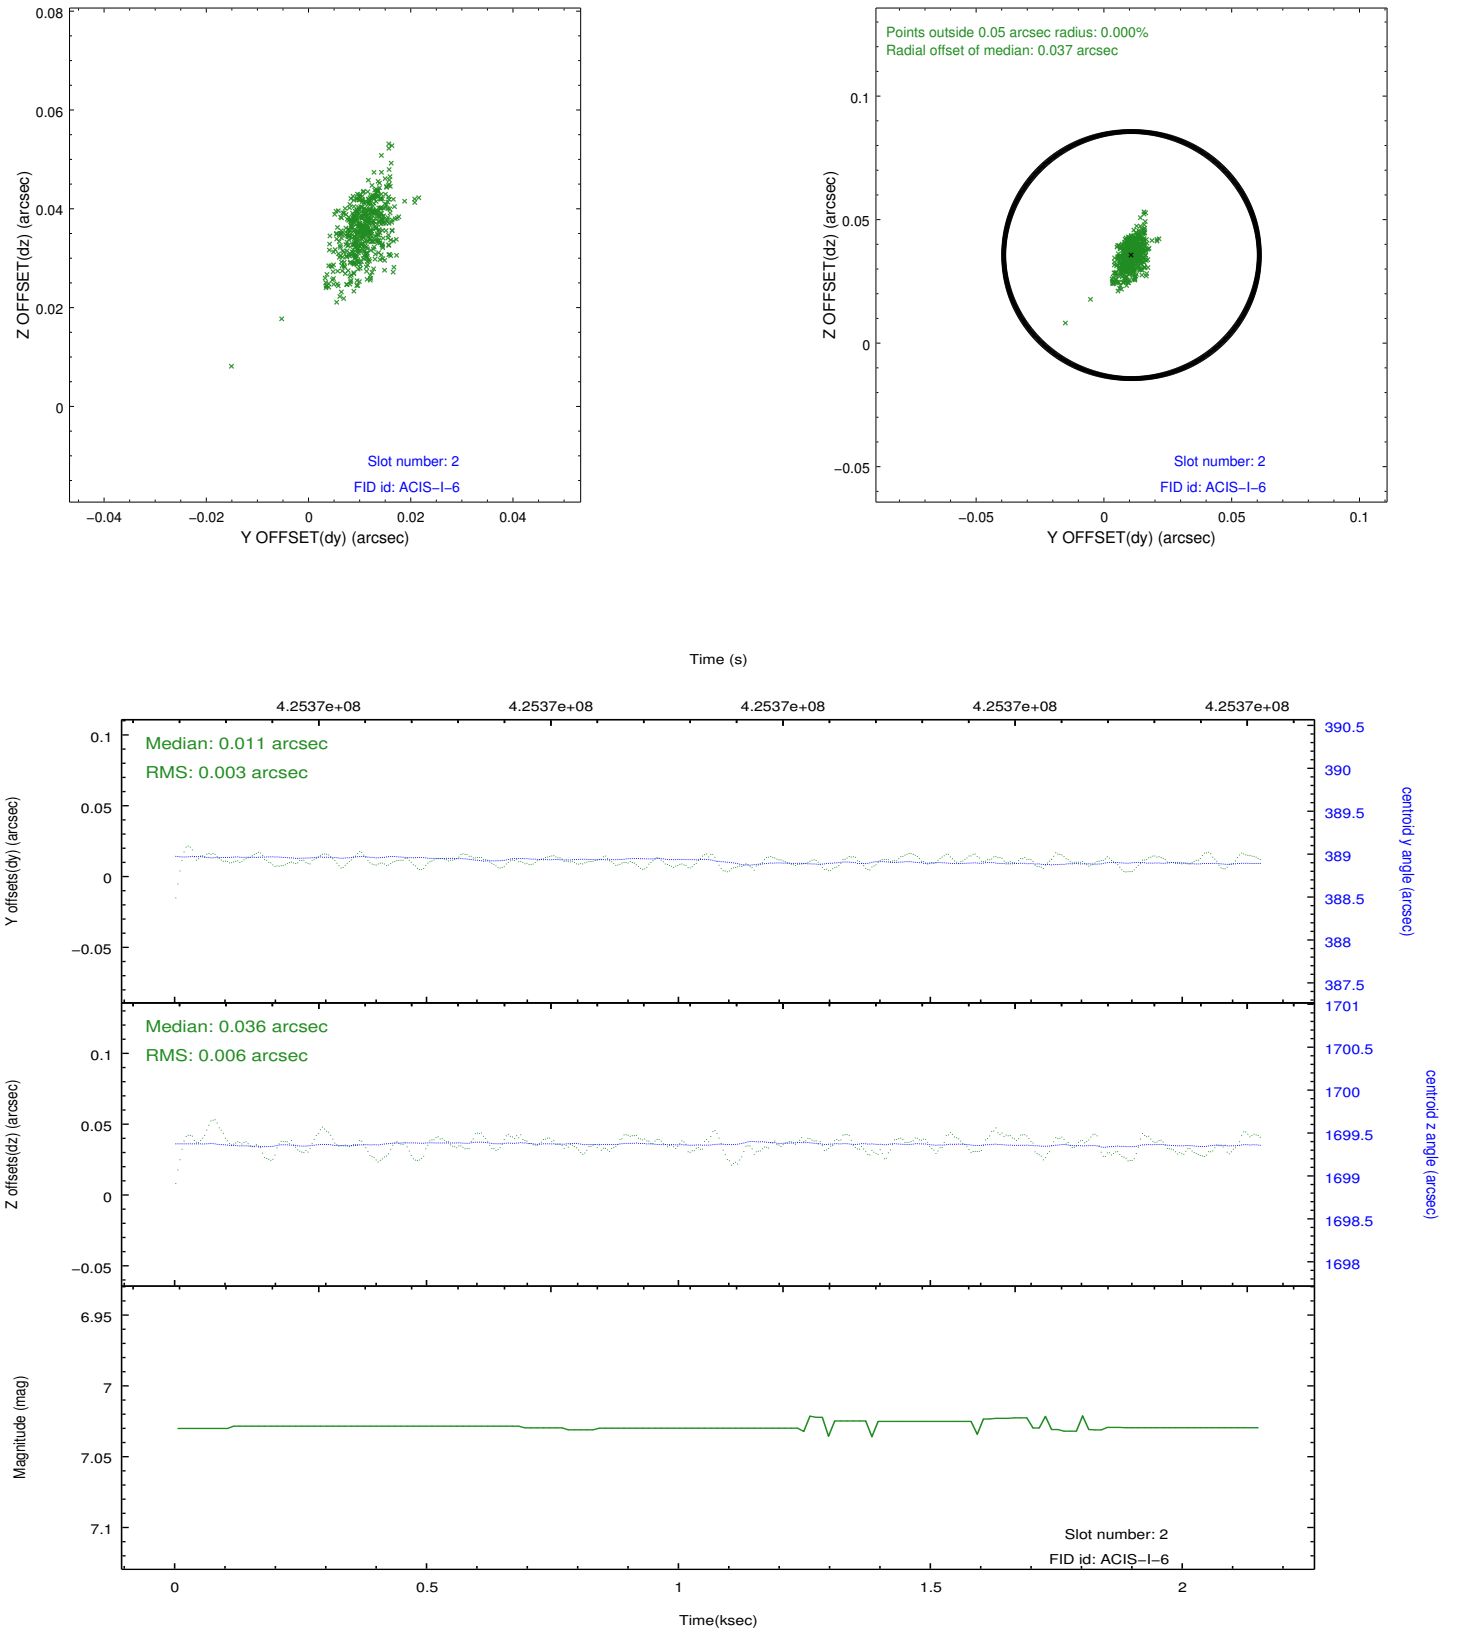 0.08
0.06
0.04
0.02
0
Z OFFSET(dz) (arcsec)
Slot number: 2
FID id: ACIS−I−6
−0.04 −0.02 0 0.02 0.04
Y OFFSET(dy) (arcsec)
Points outside 0.05 arcsec radius: 0.000%
Radial offset of median: 0.037 arcsec
0.1
0.05
0
−0.05
Z OFFSET(dz) (arcsec)
Slot number: 2
FID id: ACIS−I−6
−0.05 0 0.05 0.1
Y OFFSET(dy) (arcsec)
Time (s)
4.2537e+08 4.2537e+08 4.2537e+08 4.2537e+08 4.2537e+08
Median: 0.011 arcsec
RMS: 0.003 arcsec
0.1
0.05
0
−0.05
Y offsets(dy) (arcsec)
390.5
390
389.5
389
388.5
388
387.5
centroid y angle (arcsec)
Median: 0.036 arcsec
RMS: 0.006 arcsec
0.1
0.05
0
−0.05
Z offsets(dz) (arcsec)
1701
1700.5
1700
1699.5
1699
1698.5
1698
centroid z angle (arcsec)
6.95
7
7.05
7.1
Magnitude (mag)
Slot number: 2
FID id: ACIS−I−6
0 0.5 1 1.5 2
Time(ksec)